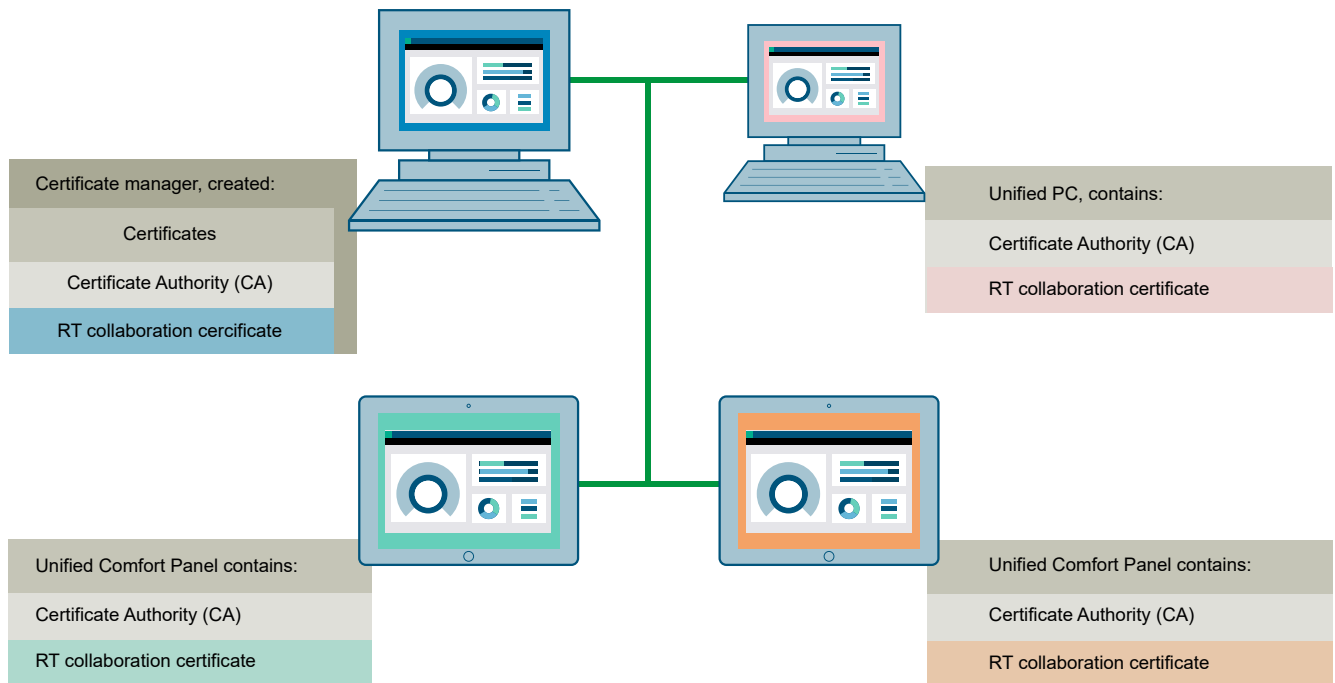 Certificate manager, created:
Certificates
Certificate Authority (CA)
RT collaboration cercificate
Unified PC, contains:
Certificate Authority (CA)
RT collaboration certificate
Unified Comfort Panel contains:
Certificate Authority (CA)
RT collaboration certificate
Unified Comfort Panel contains:
Certificate Authority (CA)
RT collaboration certificate